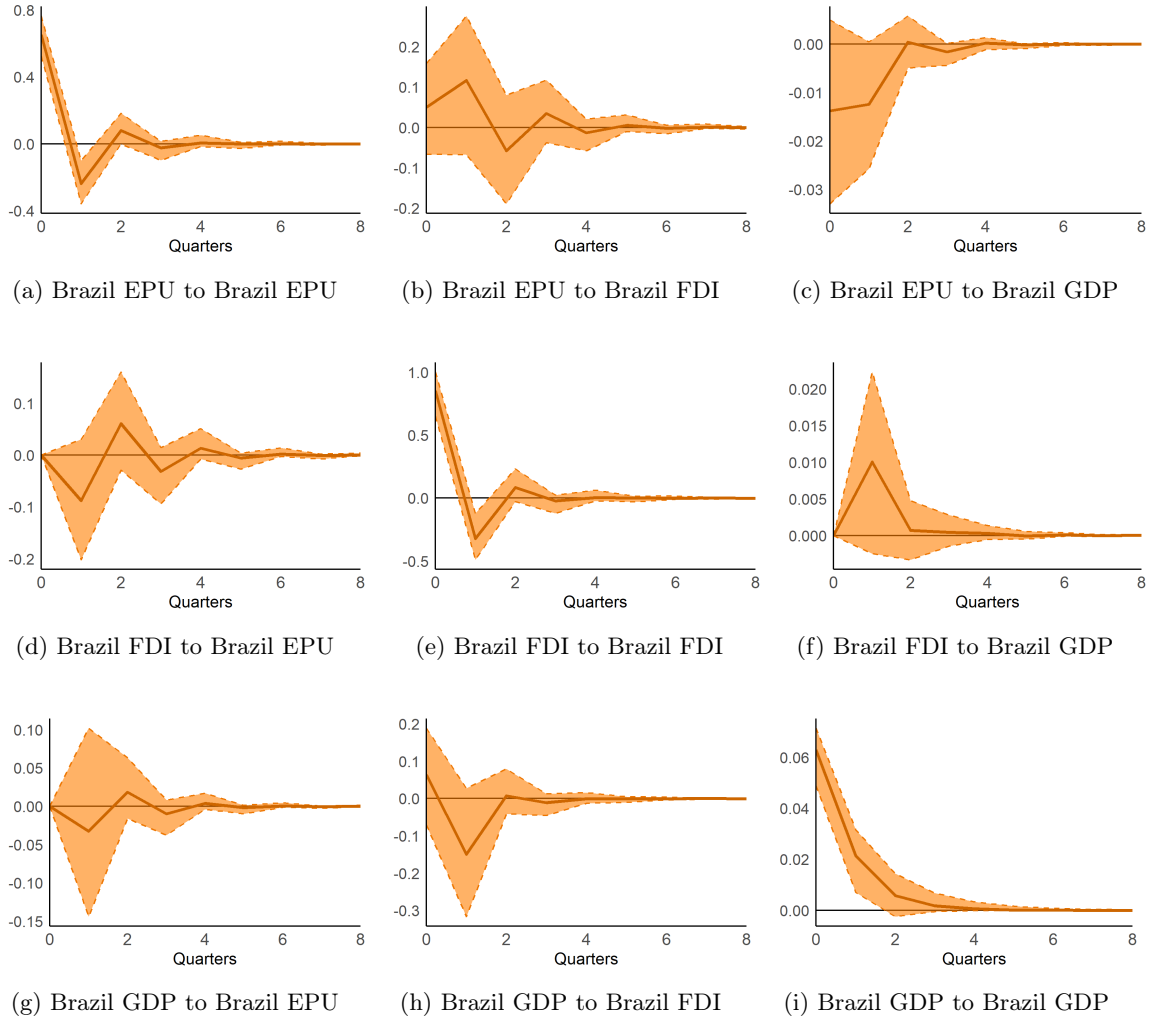 0.8
0.4
0.0
-0.4
0 2 4 6 8
Quarters
(a) Brazil EPU to Brazil EPU
0.2
0.1
0.0
-0.1
-0.2
0 2 4 6 8
Quarters
(b) Brazil EPU to Brazil FDI
0.00
-0.01
-0.02
-0.03
0 2 4 6 8
Quarters
(c) Brazil EPU to Brazil GDP
0.1
0.0
-0.1
-0.2
0 2 4 6 8
Quarters
(d) Brazil FDI to Brazil EPU
1.0
0.5
0.0
-0.5
0 2 4 6 8
Quarters
(e) Brazil FDI to Brazil FDI
0.020
0.015
0.010
0.005
0.000
0 2 4 6 8
Quarters
(f) Brazil FDI to Brazil GDP
0.10
0.05
0.00
-0.05
-0.10
-0.15
0 2 4 6 8
Quarters
(g) Brazil GDP to Brazil EPU
0.2
0.1
0.0
-0.1
-0.2
-0.3
0 2 4 6 8
Quarters
(h) Brazil GDP to Brazil FDI
0.06
0.04
0.02
0.00
0 2 4 6 8
Quarters
(i) Brazil GDP to Brazil GDP